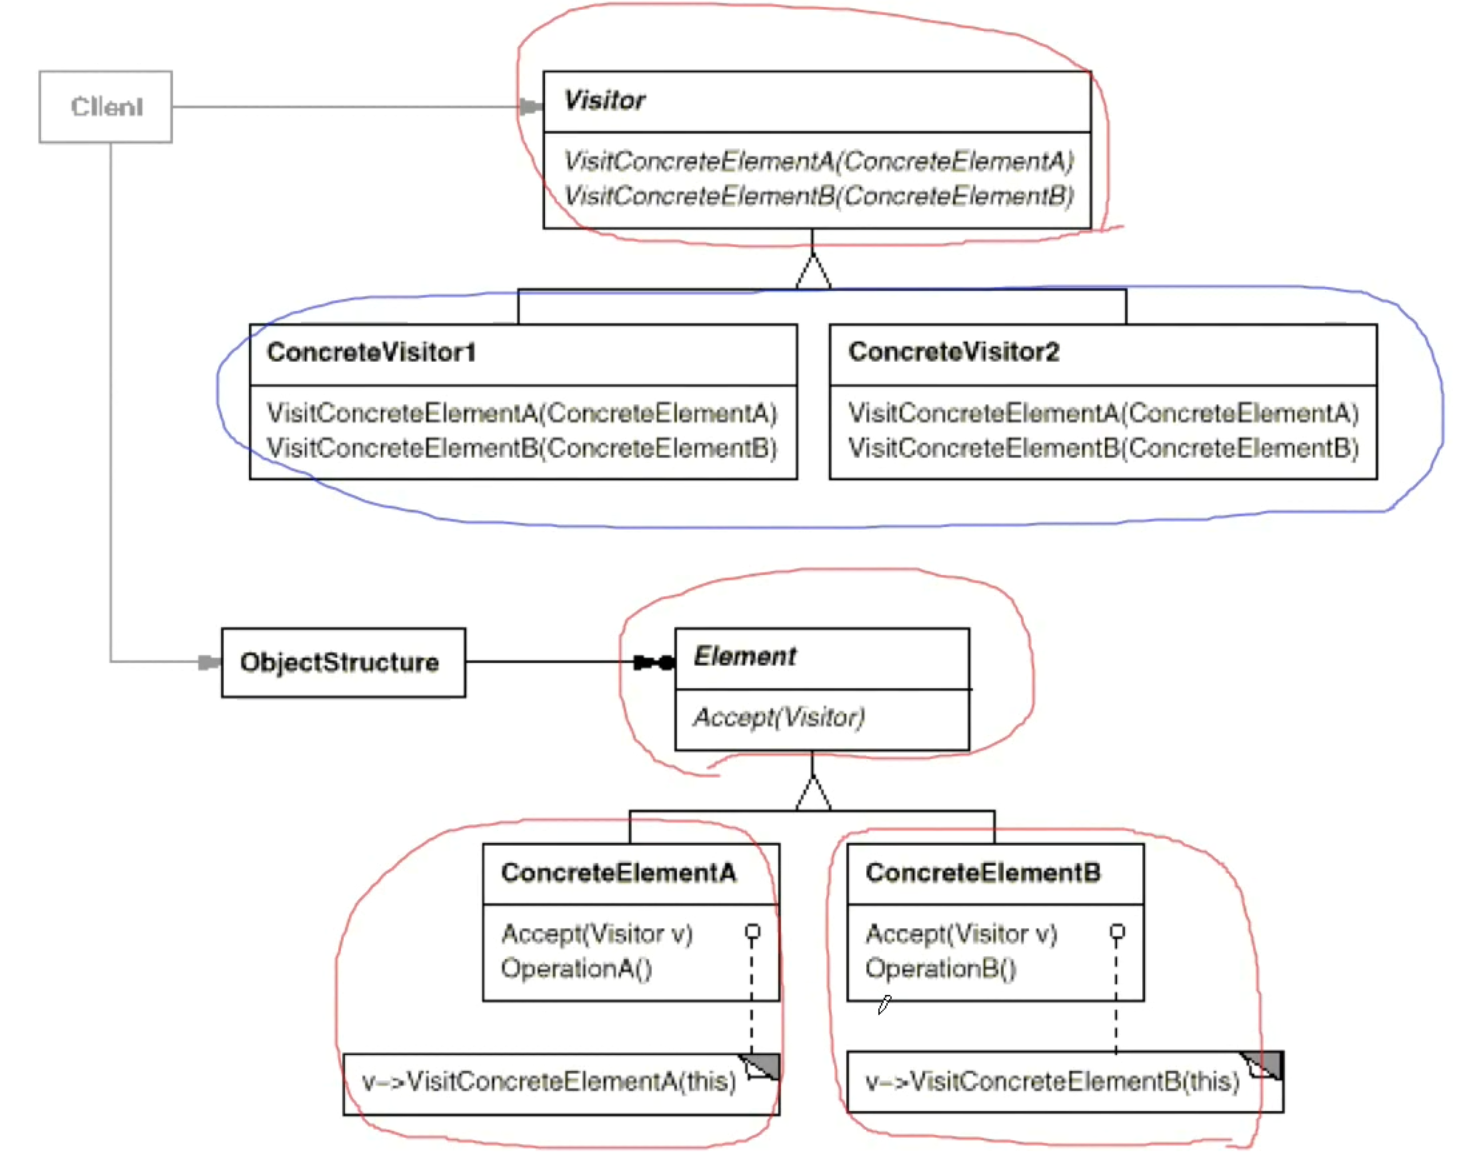 Client
Visitor
VisitConcreteElementA(ConcreteElementA)
VisitConcreteElementB(ConcreteElementB)
ConcreteVisitor1
VisitConcreteElementA(ConcreteElementA)
VisitConcreteElementB(ConcreteElementB)
ConcreteVisitor2
VisitConcreteElementA(ConcreteElementA)
VisitConcreteElementB(ConcreteElementB)
ObjectStructure
Element
Accept(Visitor)
ConcreteElementA
Accept(Visitor v)
OperationA()
v->VisitConcreteElementA(this)
ConcreteElementB
Accept(Visitor v)
OperationB()
v->VisitConcreteElementB(this)